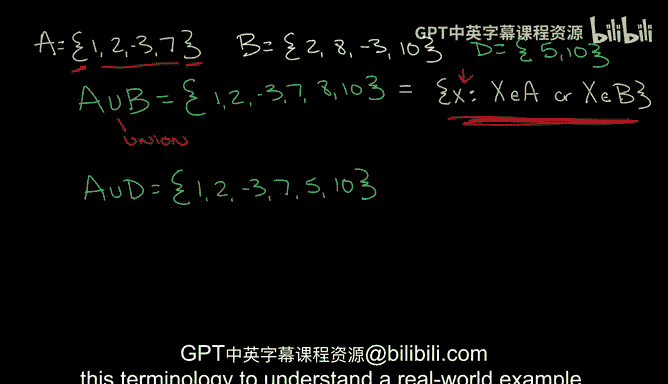 GPT中英字幕课程资源 bilibili
A={1,2,-3,7} B={2,8,-3,10} D={5,10}
A∪B={1,2,-3,7,8,10} = {x: x∈A or x∈B}
union
A∪D={1,2,-3,7,5,10}
GPT中英字幕课程资源@bilibili.com
this terminology to understand a real-world example